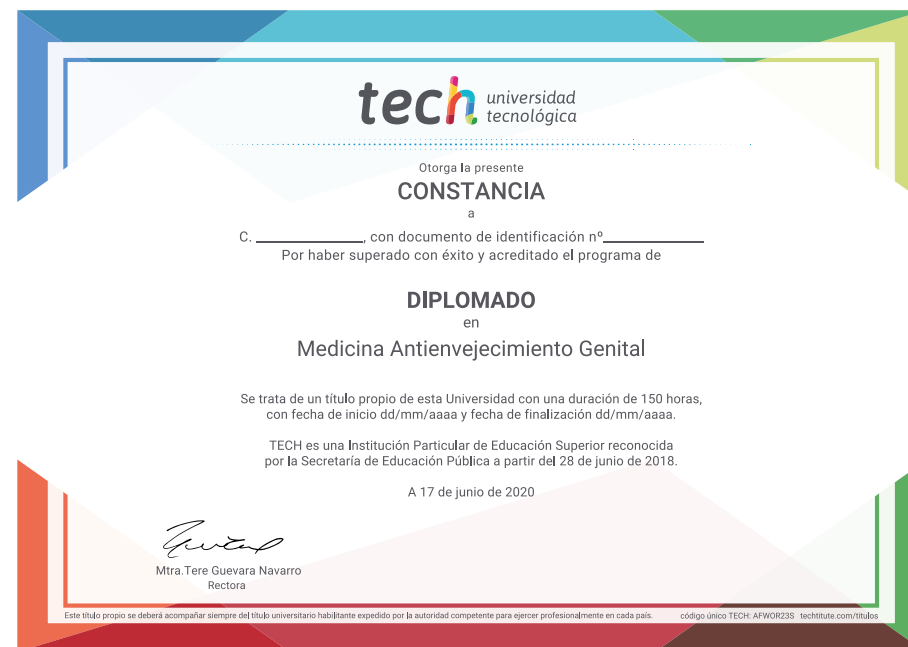 tech universidad
tecnológica
Otorga la presente
CONSTANCIA
a
C. ____________, con documento de identificación nº____________
Por haber superado con éxito y acreditado el programa de
DIPLOMADO
en
Medicina Antienvejecimiento Genital
Se trata de un título propio de esta Universidad con una duración de 150 horas,
con fecha de inicio dd/mm/aaaa y fecha de finalización dd/mm/aaaa.
TECH es una Institución Particular de Educación Superior reconocida
por la Secretaría de Educación Pública a partir del 28 de junio de 2018.
A 17 de junio de 2020
Mtra.Tere Guevara Navarro
Rectora
Este título propio se deberá acompañar siempre del título universitario habilitante expedido por la autoridad competente para ejercer profesionalmente en cada país. código único TECH: AFWOR23S techtitute.com/titulos